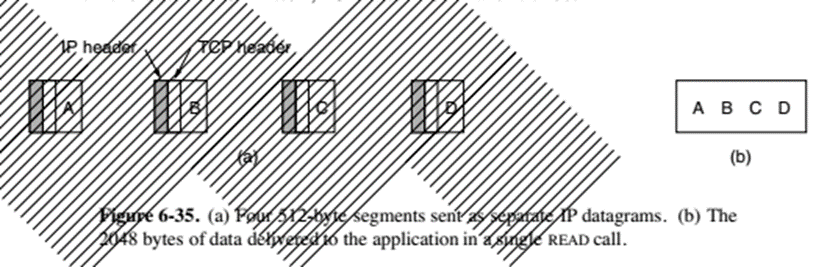 IP header TCP header
A B C D A B C D
(a) (b)
Figure 6-35. (a) Four 512-byte segments sent as separate IP datagrams. (b) The
2048 bytes of data delivered to the application in a single READ call.